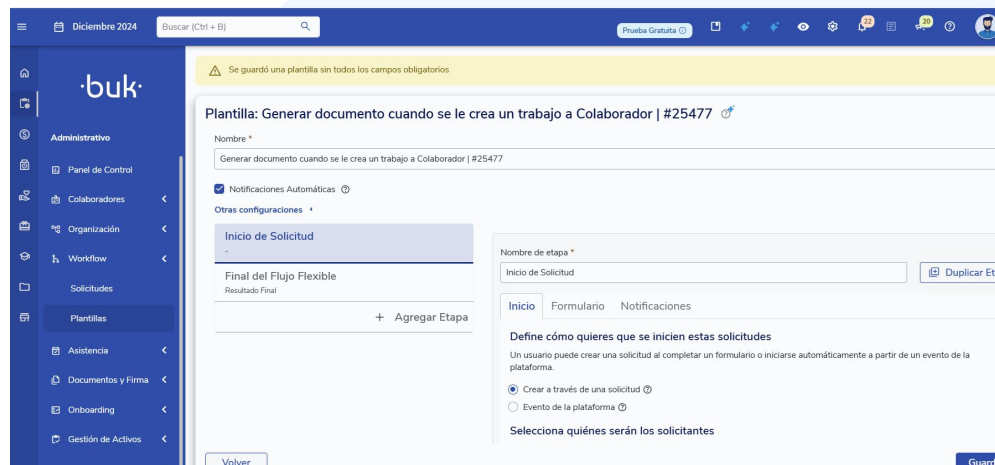 Diciembre 2024
Buscar (Ctrl + B)
Prueba Gratuita
22
20
·buk·
Administrativo
Panel de Control
Colaboradores
Organización
Workflow
Solicitudes
Plantillas
Asistencia
Documentos y Firma
Onboarding
Gestión de Activos
Se guardó una plantilla sin todos los campos obligatorios
Plantilla: Generar documento cuando se le crea un trabajo a Colaborador | #25477
Nombre *
Generar documento cuando se le crea un trabajo a Colaborador | #25477
Notificaciones Automáticas
Otras configuraciones
Inicio de Solicitud
-
Final del Flujo Flexible
Resultado Final
+ Agregar Etapa
Nombre de etapa *
Inicio de Solicitud
Duplicar Et
Inicio Formulario Notificaciones
Define cómo quieres que se inicien estas solicitudes
Un usuario puede crear una solicitud al completar un formulario o iniciarse automáticamente a partir de un evento de la
plataforma.
Crear a través de una solicitud
Evento de la plataforma
Selecciona quiénes serán los solicitantes
Volver
Guard